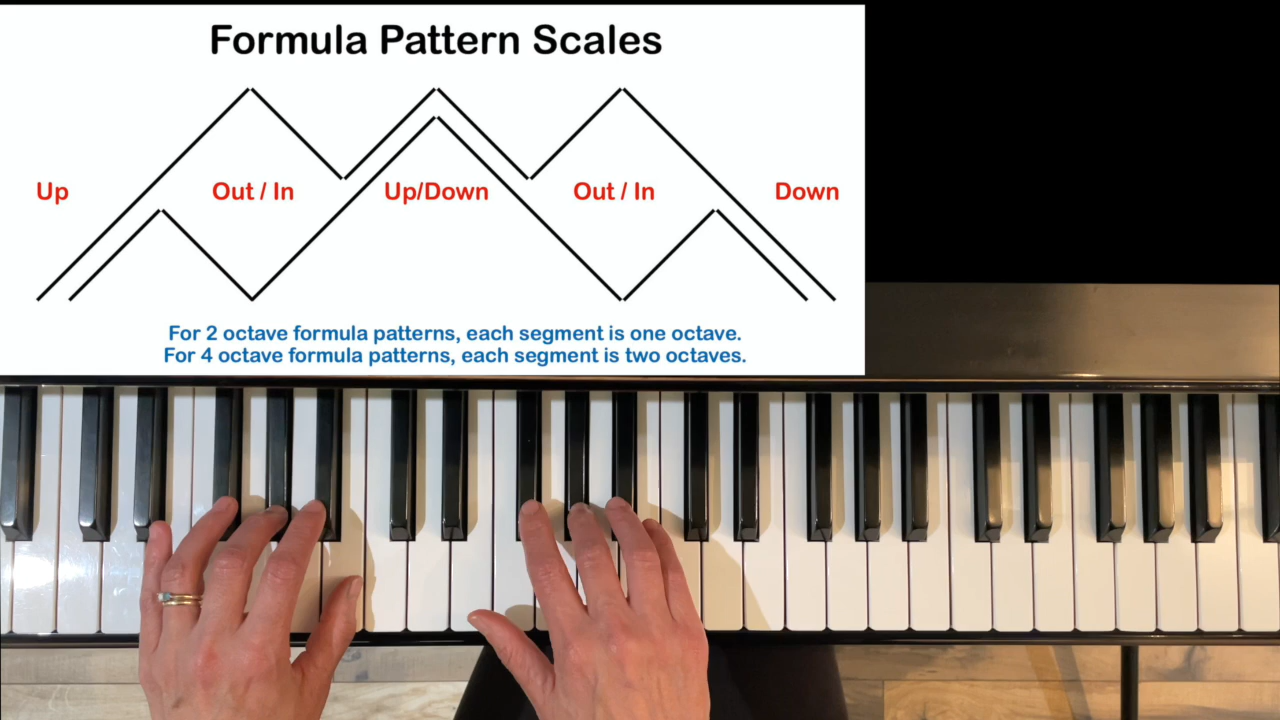 Formula Pattern Scales
Up
Out / In
Up/Down
Out / In
Down
For 2 octave formula patterns, each segment is one octave.
For 4 octave formula patterns, each segment is two octaves.